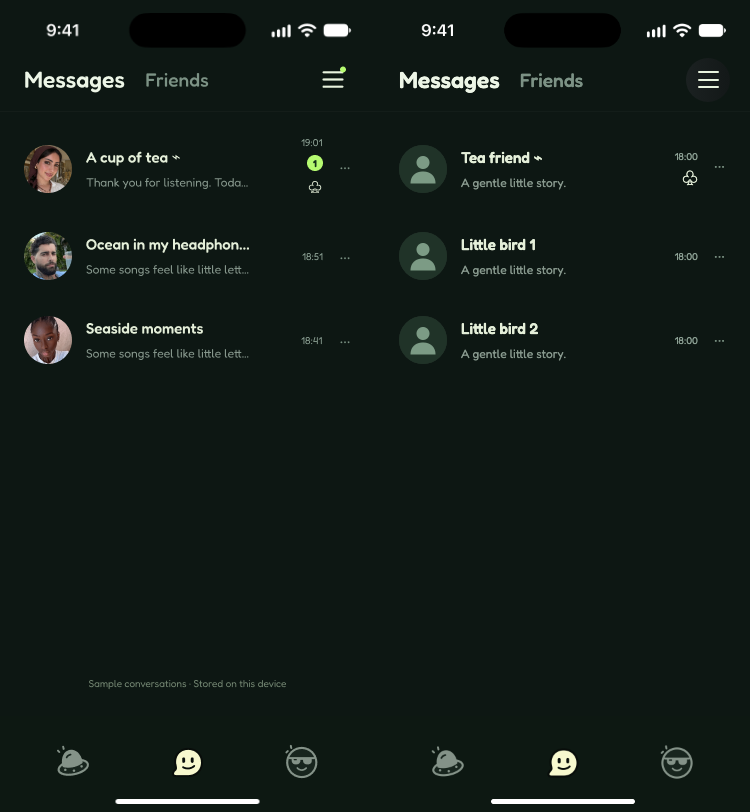 9:41
Messages Friends
A cup of tea
19:01
1
Thank you for listening. Toda...
Ocean in my headphon...
Some songs feel like little lett...
18:51
Seaside moments
Some songs feel like little lett...
18:41
Sample conversations · Stored on this device
9:41
Messages Friends
Tea friend
18:00
A gentle little story.
Little bird 1
18:00
A gentle little story.
Little bird 2
18:00
A gentle little story.